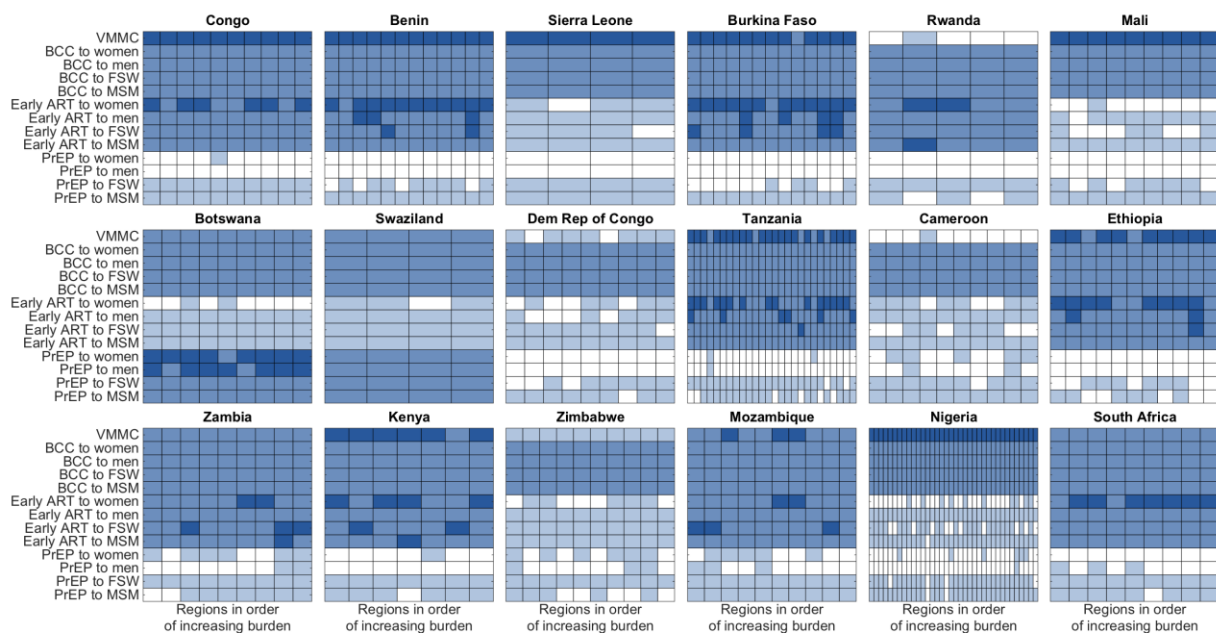 Congo Benin Sierra Leone Burkina Faso Rwanda Mali
VMMC
BCC to women
BCC to men
BCC to FSW
BCC to MSM
Early ART to women
Early ART to men
Early ART to FSW
Early ART to MSM
PrEP to women
PrEP to men
PrEP to FSW
PrEP to MSM
Botswana Swaziland Dem Rep of Congo Tanzania Cameroon Ethiopia
VMMC
BCC to women
BCC to men
BCC to FSW
BCC to MSM
Early ART to women
Early ART to men
Early ART to FSW
Early ART to MSM
PrEP to women
PrEP to men
PrEP to FSW
PrEP to MSM
Zambia Kenya Zimbabwe Mozambique Nigeria South Africa
VMMC
BCC to women
BCC to men
BCC to FSW
BCC to MSM
Early ART to women
Early ART to men
Early ART to FSW
Early ART to MSM
PrEP to women
PrEP to men
PrEP to FSW
PrEP to MSM
Regions in order Regions in order Regions in order Regions in order Regions in order Regions in order
of increasing burden of increasing burden of increasing burden of increasing burden of increasing burden of increasing burden